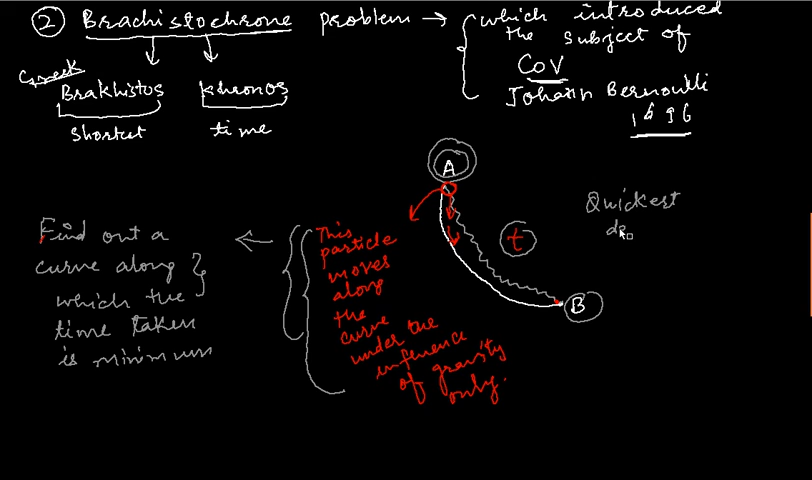 ② Brachistochrone problem → which introduced
the subject of
CoV
Johann Bernoulli
1696
Greek
Brakhistos khronos
shortest time
A
t
B
Quickest
de
This
particle
moves
along
the
curve
under the
inference
of gravity
only.
Find out a
curve along
which the
time taken
is minimum